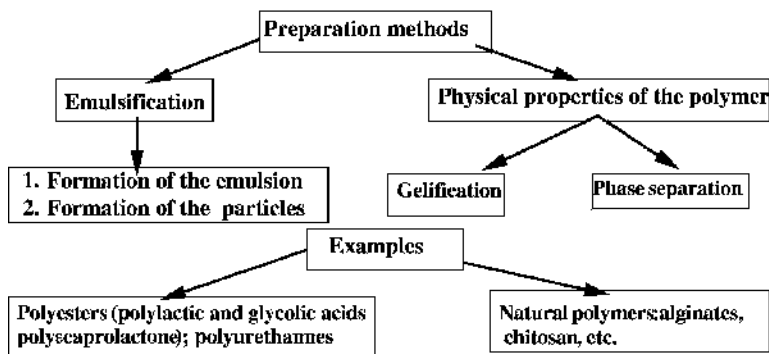 Preparation methods
Emulsification
Physical properties of the polymer
1. Formation of the emulsion
2. Formation of the particles
Gelification
Phase separation
Examples
Polyesters (polylactic and glycolic acids
polyscaprolactone); polyurethannes
Natural polymers:alginates,
chitosan, etc.